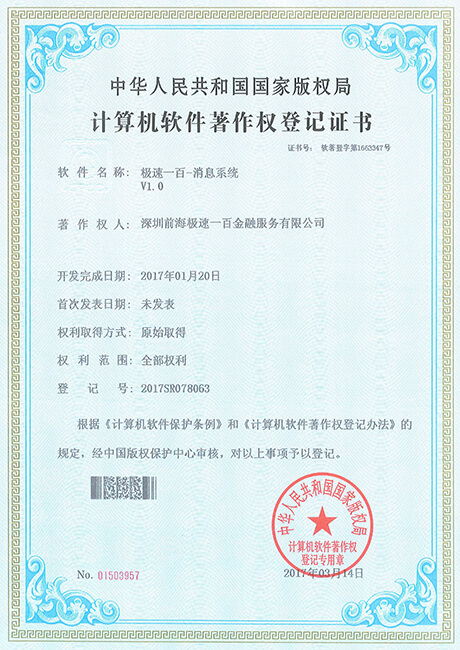 中华人民共和国国家版权局
计算机软件著作权登记证书
证书号： 软著登字第1663347号
软件名称： 极速一百-消息系统
V1.0
著作权人： 深圳前海极速一百金融服务有限公司
开发完成日期： 2017年01月20日
首次发表日期： 未发表
权利取得方式： 原始取得
权利范围： 全部权利
登记号： 2017SR078063
根据《计算机软件保护条例》和《计算机软件著作权登记办法》的
规定，经中国版权保护中心审核，对以上事项予以登记。
中华人民共和国国家版权局
计算机软件著作权
登记专用章
No. 01503957
2017年03月14日